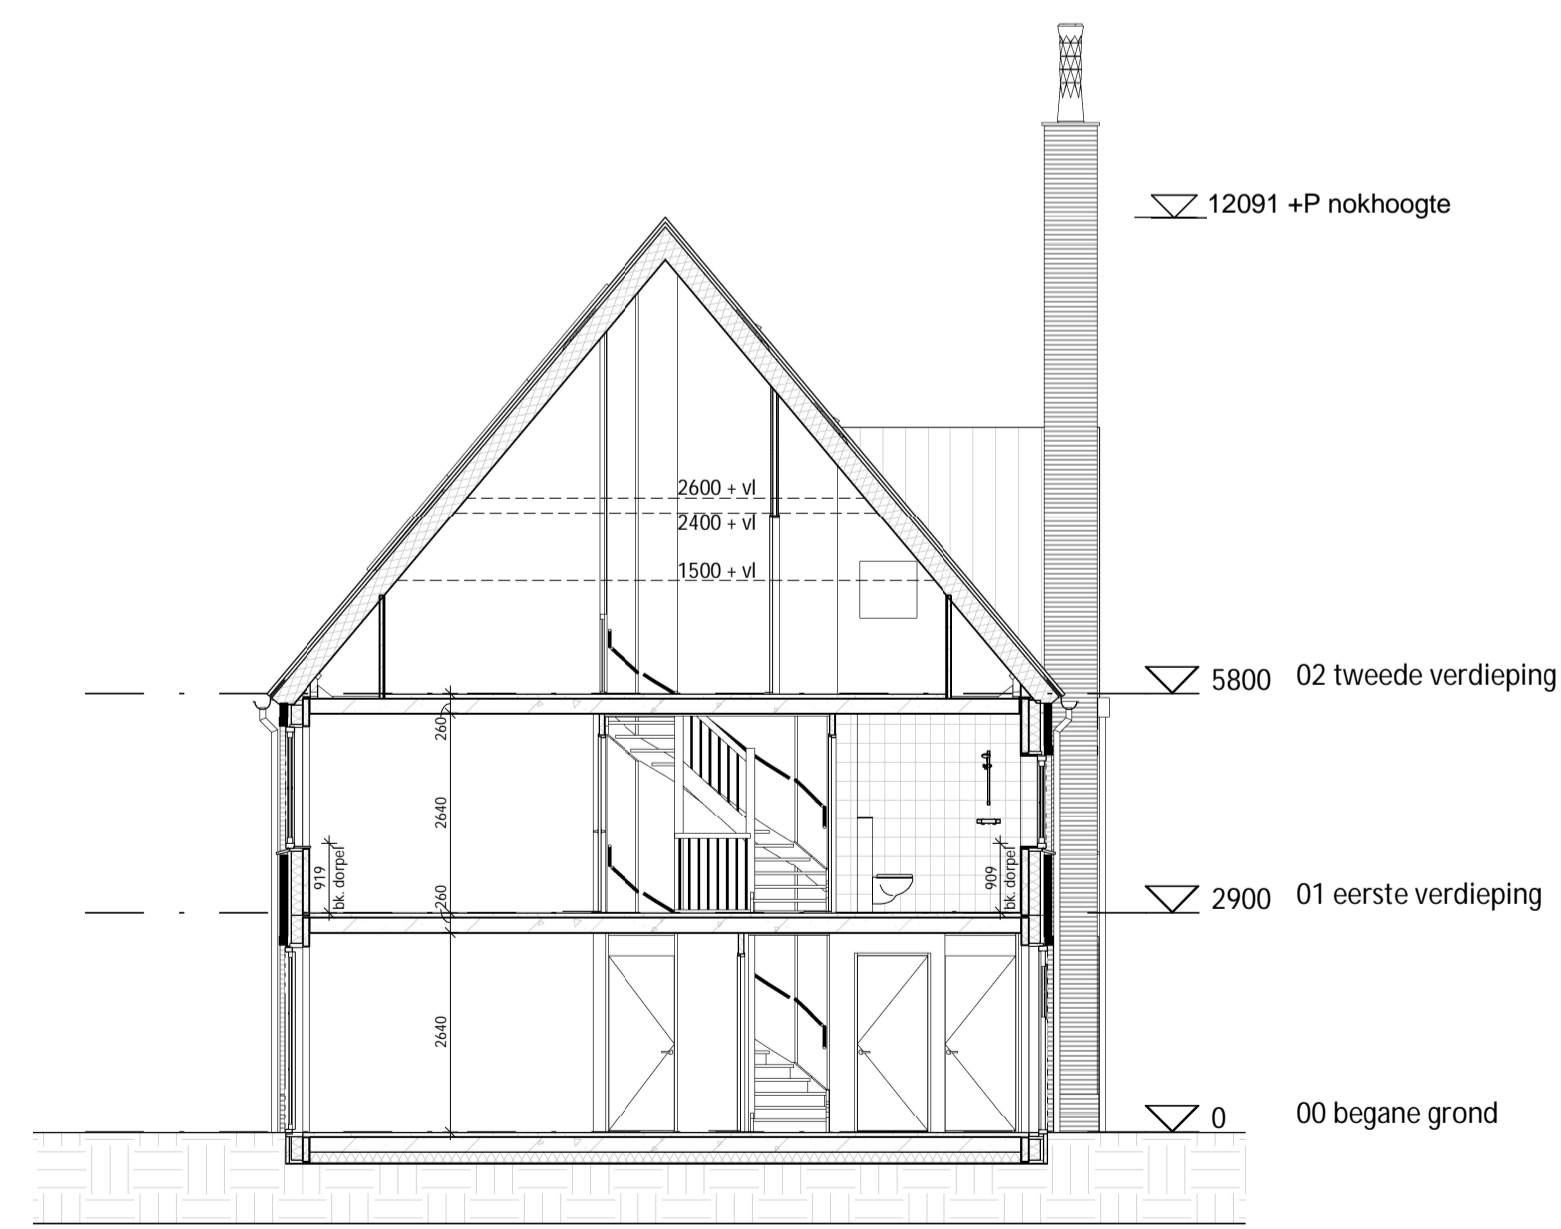 12091 +P nokhoogte
2600 + vl
2400 + vl
1500 + vl
5800 02 tweede verdieping
260
2640
919
bk. dorpel
909
bk. dorpel
260
2900 01 eerste verdieping
2640
0 00 begane grond